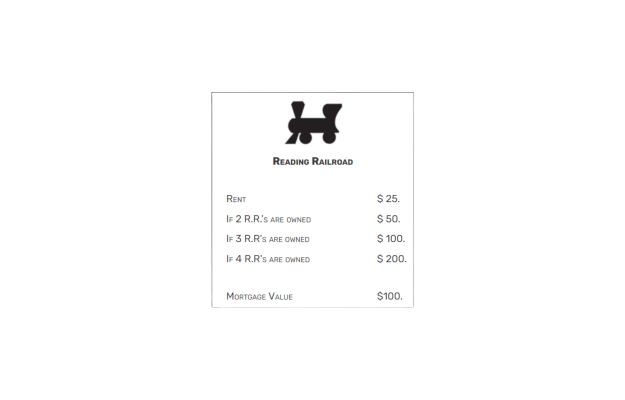 Reading Railroad
Rent $ 25.
If 2 R.R.'s are owned $ 50.
If 3 R.R's are owned $ 100.
If 4 R.R's are owned $ 200.
Mortgage Value $100.